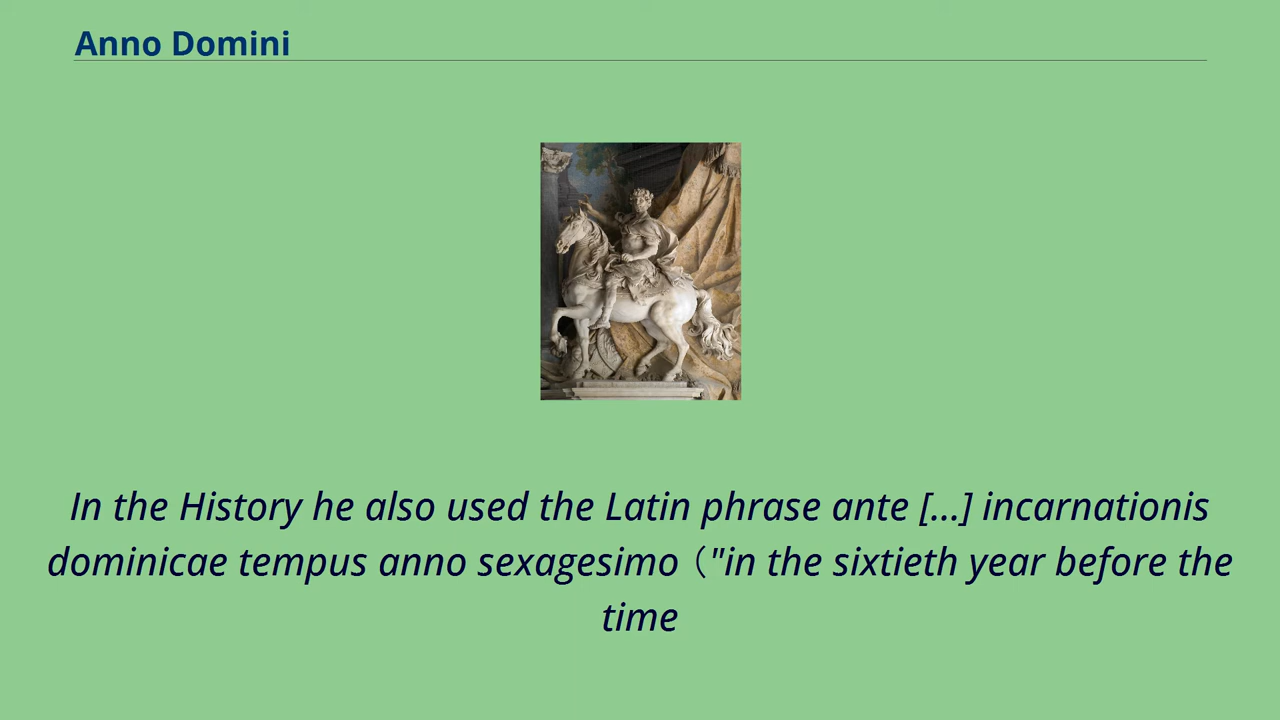 Anno Domini
In the History he also used the Latin phrase ante [...] incarnationis
dominicae tempus anno sexagesimo （"in the sixtieth year before the
time